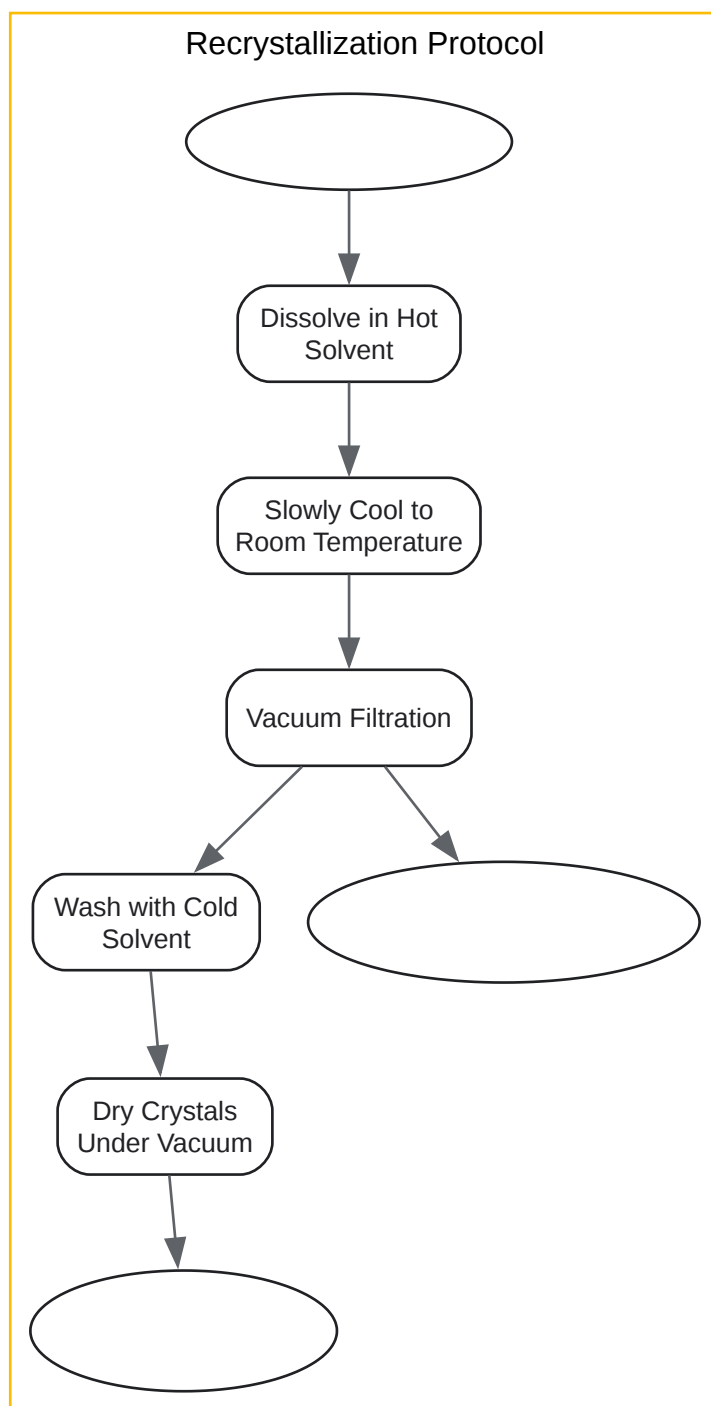 Recrystallization Protocol
Dissolve in Hot
Solvent
Slowly Cool to
Room Temperature
Vacuum Filtration
Wash with Cold
Solvent
Dry Crystals
Under Vacuum